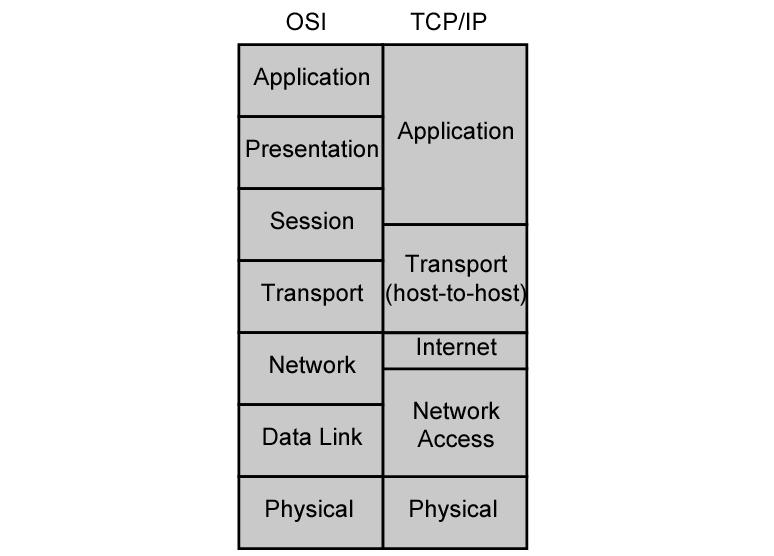 OSI
TCP/IP
Application
Presentation
Session
Transport
Network
Data Link
Physical
Application
Transport
(host-to-host)
Internet
Network
Access
Physical